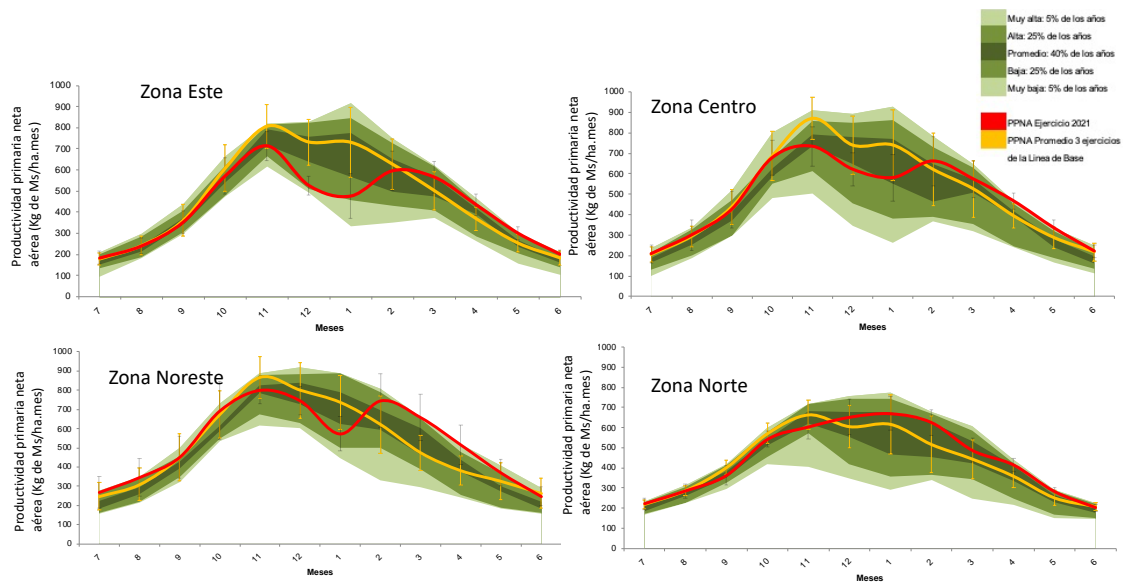 Muy alta: 5% de los años
Alta: 25% de los años
Promedio: 40% de los años
Baja: 25% de los años
Muy baja: 5% de los años
PPNA Ejercicio 2021
PPNA Promedio 3 ejercicios
de la Linea de Base
Zona Este
Productividad primaria neta
aérea (Kg de Ms/ha.mes)
1000
900
800
700
600
500
400
300
200
100
0
7 8 9 10 11 12 1 2 3 4 5 6
Meses
Zona Centro
Productividad primaria neta
aérea (Kg de Ms/ha.mes)
1000
900
800
700
600
500
400
300
200
100
0
7 8 9 10 11 12 1 2 3 4 5 6
Meses
Zona Noreste
Productividad primaria neta
aérea (Kg de Ms/ha.mes)
1000
900
800
700
600
500
400
300
200
100
0
7 8 9 10 11 12 1 2 3 4 5 6
Meses
Zona Norte
Productividad primaria neta
aérea (Kg de Ms/ha.mes)
1000
900
800
700
600
500
400
300
200
100
0
7 8 9 10 11 12 1 2 3 4 5 6
Meses